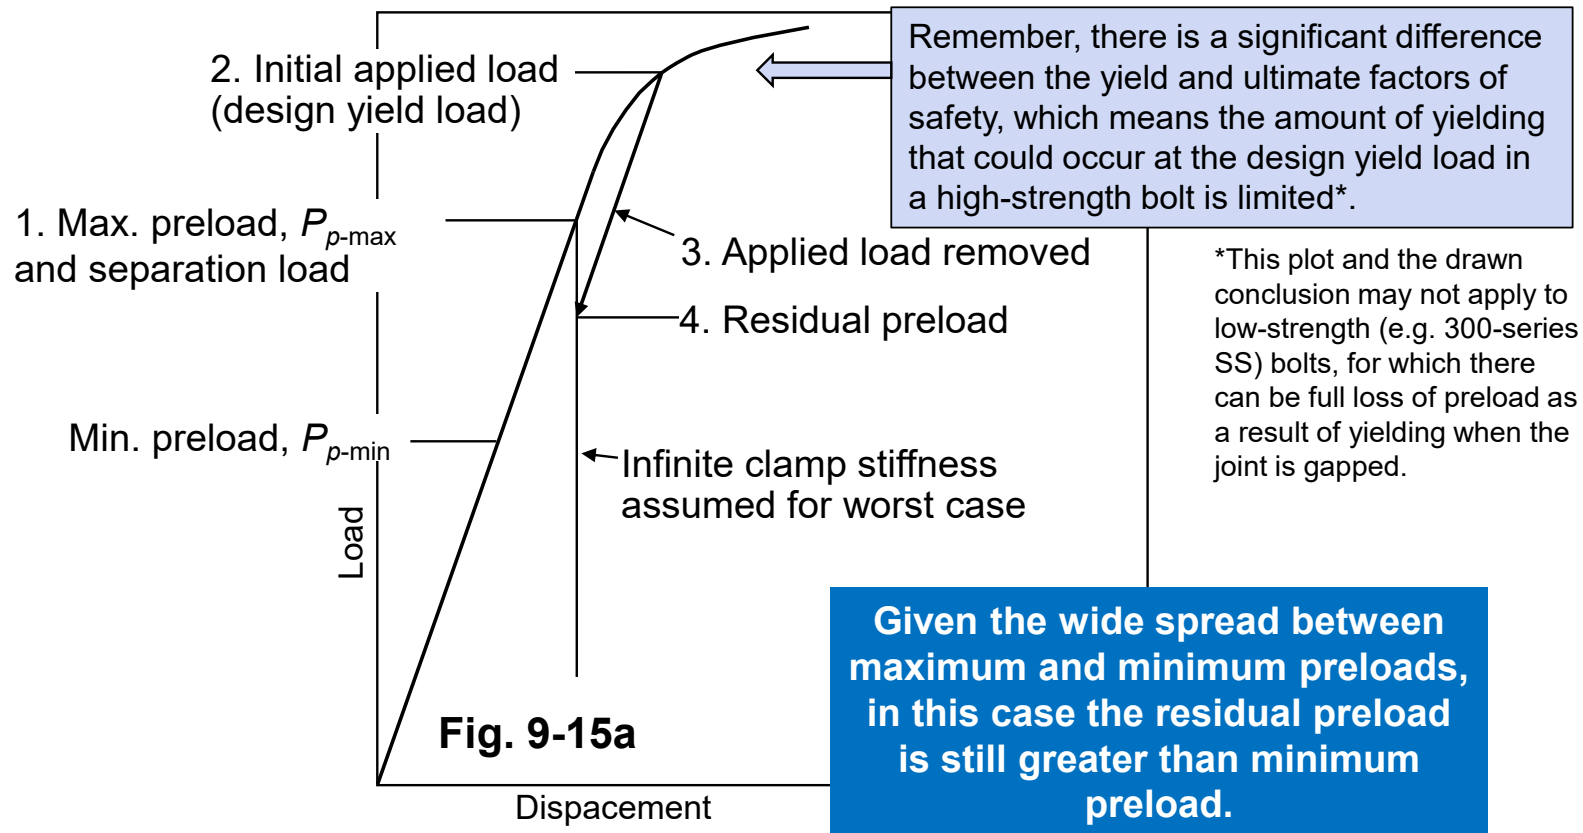 2. Initial applied load
(design yield load)
Remember, there is a significant difference
between the yield and ultimate factors of
safety, which means the amount of yielding
that could occur at the design yield load in
a high-strength bolt is limited*.
1. Max. preload, Pp-max
and separation load
3. Applied load removed
4. Residual preload
*This plot and the drawn
conclusion may not apply to
low-strength (e.g. 300-series
SS) bolts, for which there
can be full loss of preload as
a result of yielding when the
joint is gapped.
Min. preload, Pp-min
Infinite clamp stiffness
assumed for worst case
Load
Given the wide spread between
maximum and minimum preloads,
in this case the residual preload
is still greater than minimum
preload.
Fig. 9-15a
Dispacement